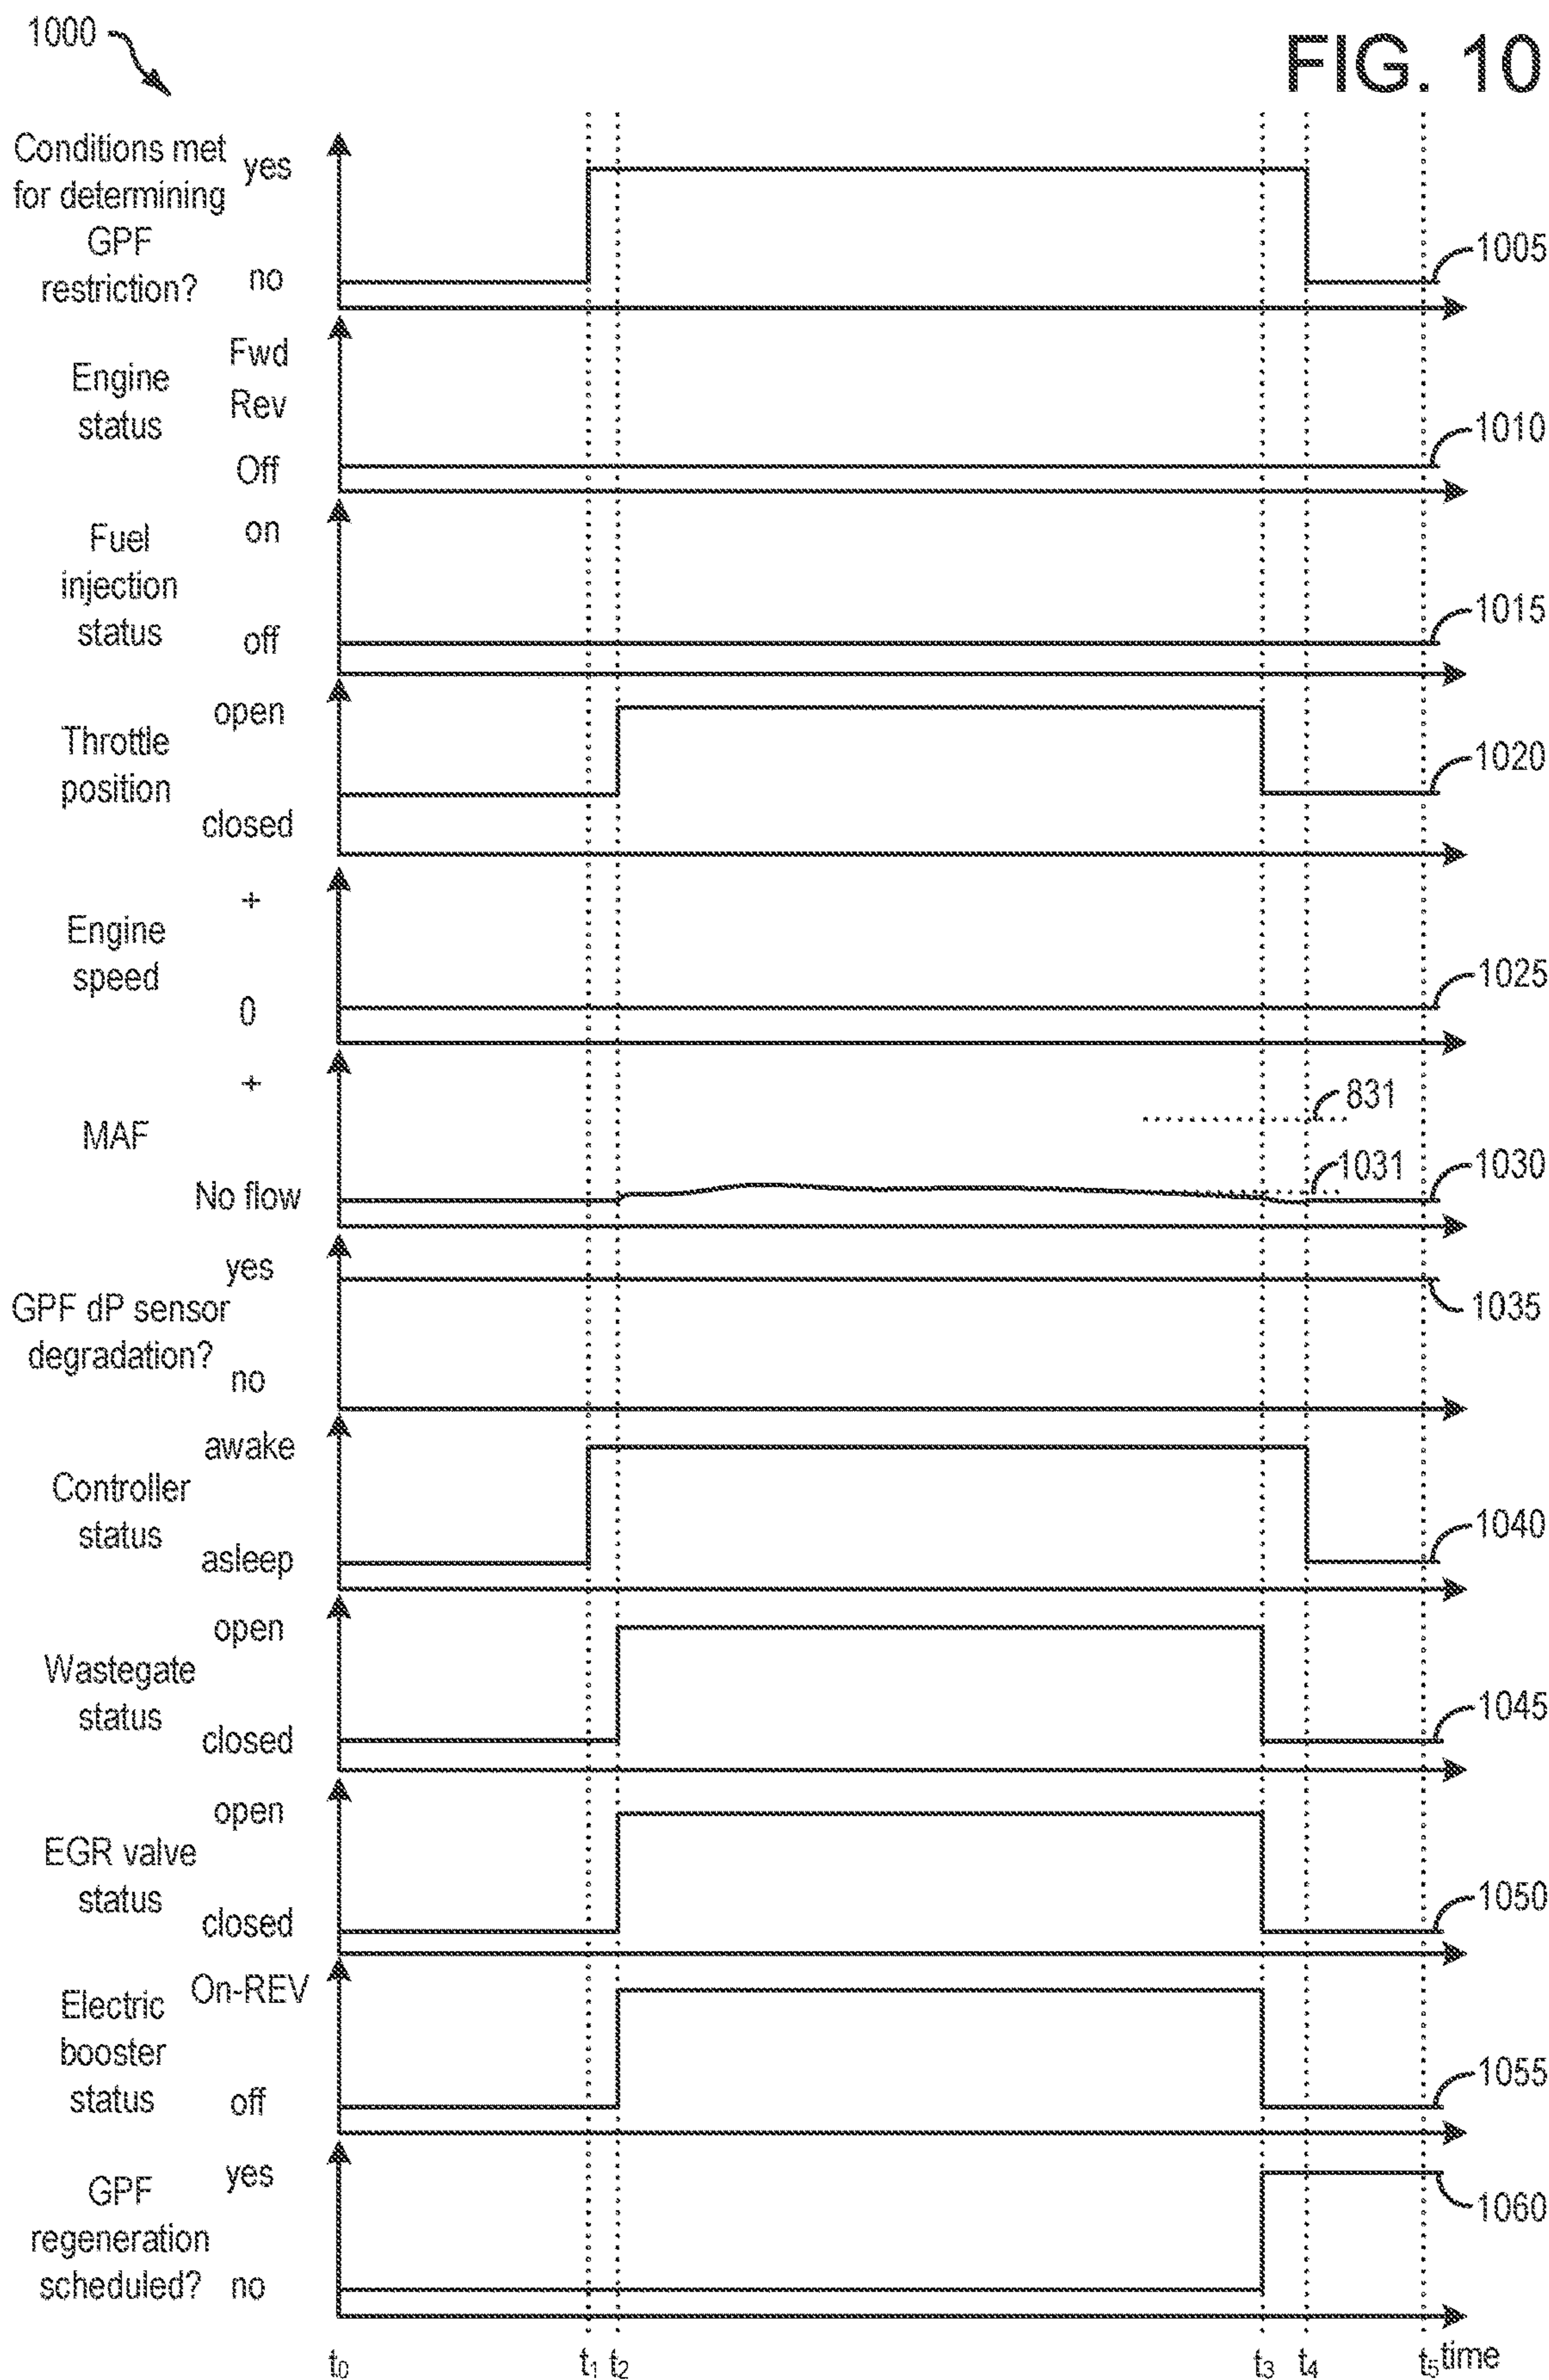 1000
FIG. 10
Conditions met
for determining
GPF
restriction?
yes
no
1005
Engine
status
Fwd
Rev
Off
1010
Fuel
injection
status
on
off
1015
Throttle
position
open
closed
1020
Engine
speed
+
0
1025
MAF
+
No flow
831
1031
1030
GPF dP sensor
degradation?
yes
no
1035
Controller
status
awake
asleep
1040
Wastegate
status
open
closed
1045
EGR valve
status
open
closed
1050
Electric
booster
status
On-REV
off
1055
GPF
regeneration
scheduled?
yes
no
1060
t0 t1 t2 t3 t4 t5 time